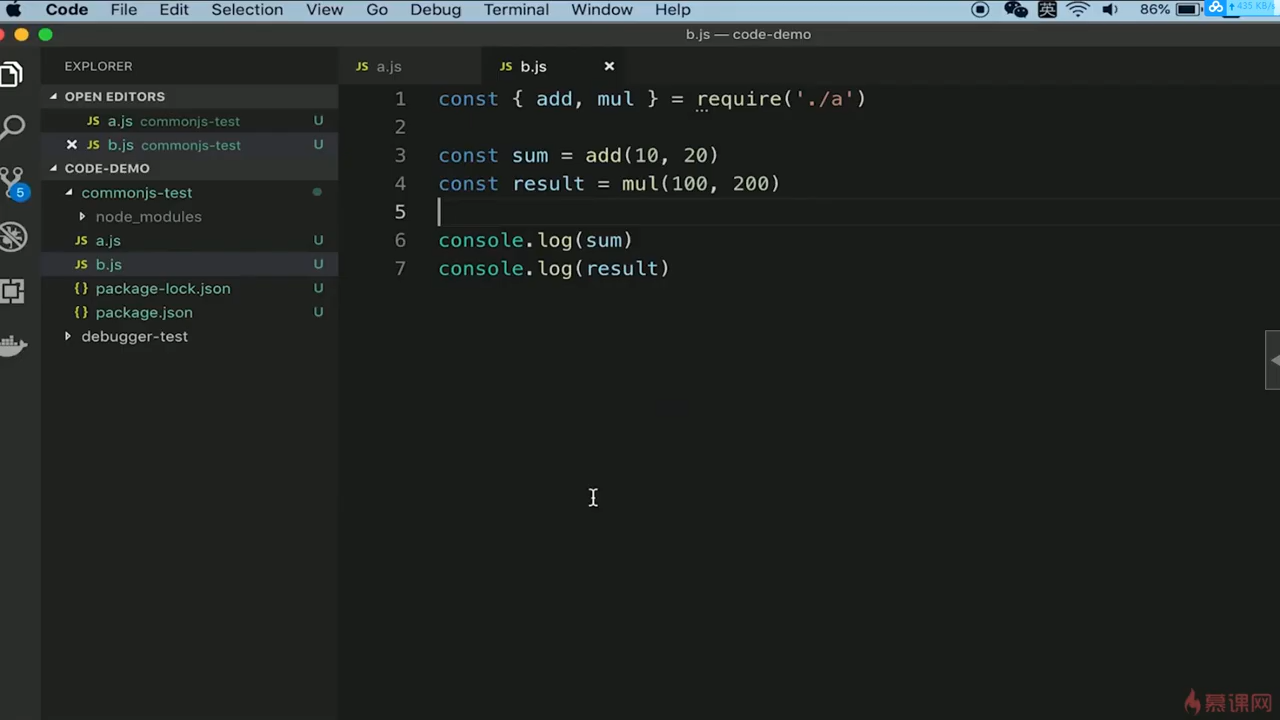 Code File Edit Selection View Go Debug Terminal Window Help 英 86% 435 KB/s
b.js — code-demo
EXPLORER
JS a.js
JS b.js
OPEN EDITORS
JS a.js commonjs-test U
JS b.js commonjs-test U
CODE-DEMO
commonjs-test
node_modules
JS a.js U
JS b.js U
{} package-lock.json U
{} package.json U
debugger-test
5
1 const { add, mul } = require('./a')
2
3 const sum = add(10, 20)
4 const result = mul(100, 200)
5
6 console.log(sum)
7 console.log(result)
慕课网